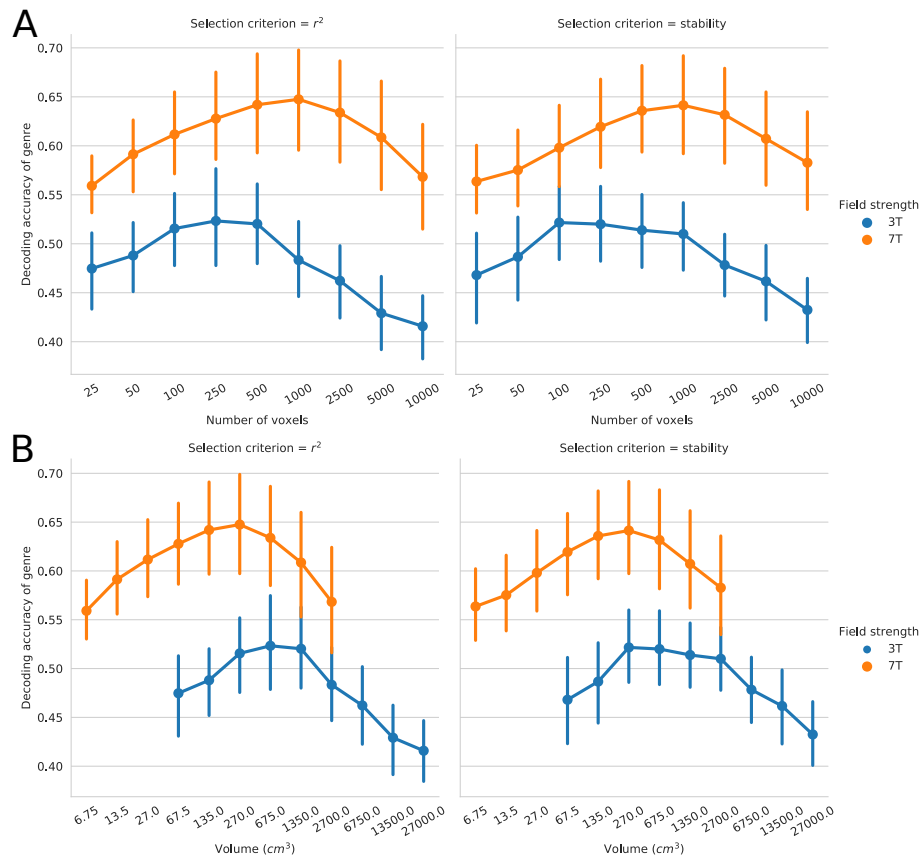 A
Selection criterion = r²
Selection criterion = stability
Decoding accuracy of genre
0.70
0.65
0.60
0.55
0.50
0.45
0.40
25 50 100 250 500 1000 2500 5000 10000
Number of voxels
25 50 100 250 500 1000 2500 5000 10000
Number of voxels
Field strength
3T
7T
B
Selection criterion = r²
Selection criterion = stability
Decoding accuracy of genre
0.70
0.65
0.60
0.55
0.50
0.45
0.40
6.75 13.5 27.0 67.5 135.0 270.0 675.0 1350.0 2700.0 6750.0 13500.0 27000.0
Volume (cm³)
6.75 13.5 27.0 67.5 135.0 270.0 675.0 1350.0 2700.0 6750.0 13500.0 27000.0
Volume (cm³)
Field strength
3T
7T